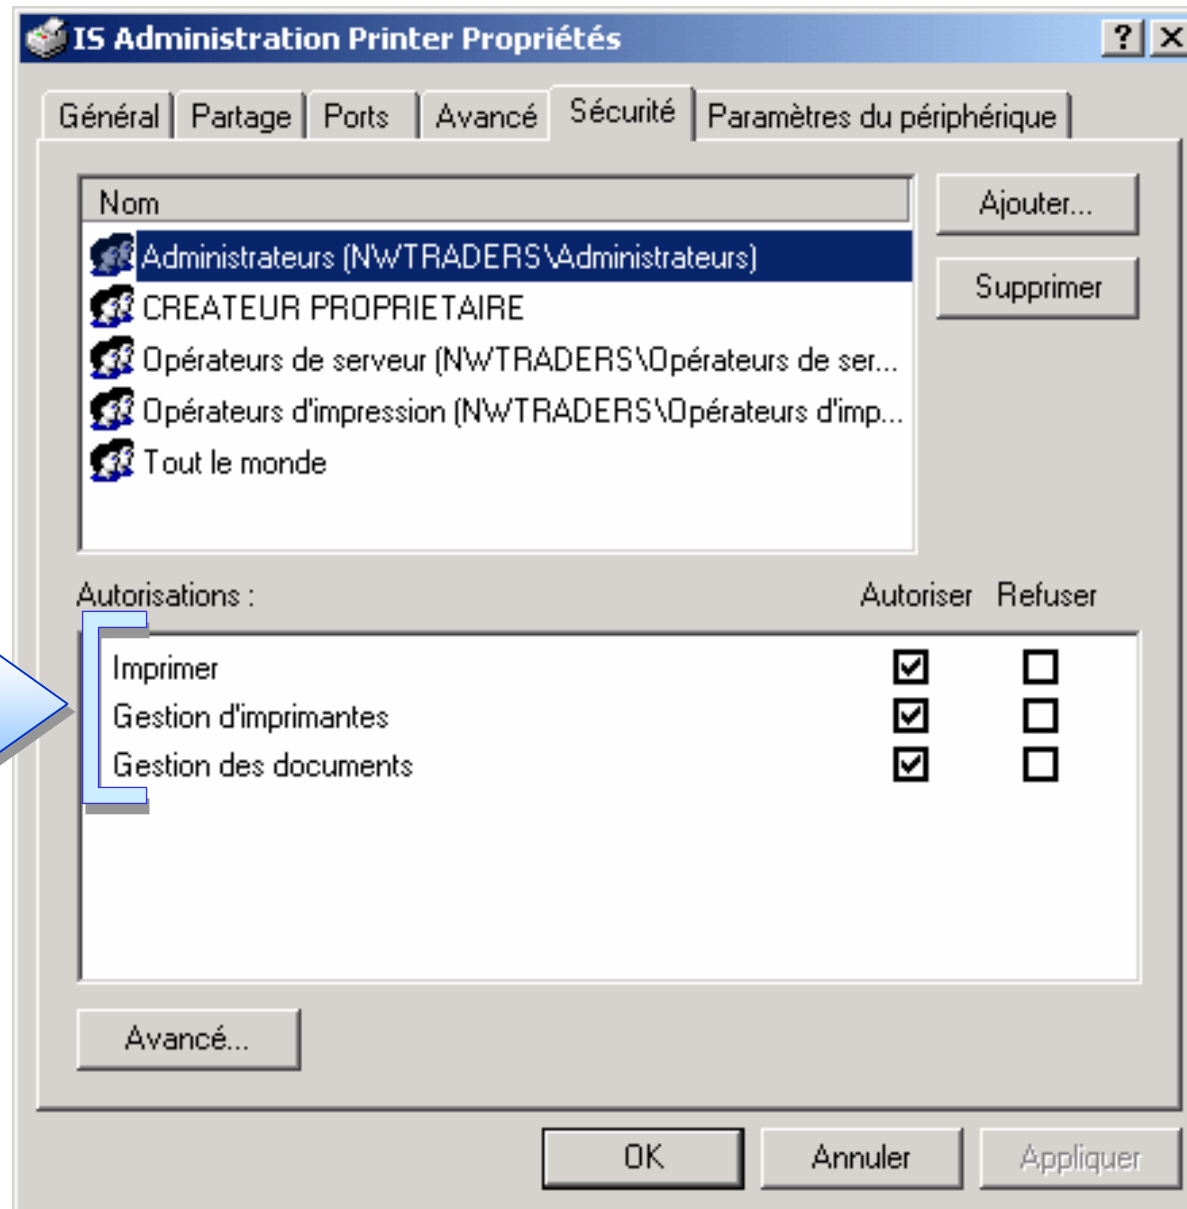 IS Administration Printer Propriétés
Général Partage Ports Avancé Sécurité Paramètres du périphérique
Nom
Administrateurs (NWTRADERS\Administrateurs)
CREATEUR PROPRIETAIRE
Opérateurs de serveur (NWTRADERS\Opérateurs de ser...
Opérateurs d'impression (NWTRADERS\Opérateurs d'imp...
Tout le monde
Ajouter...
Supprimer
Autorisations : Autoriser Refuser
Imprimer
Gestion d'imprimantes
Gestion des documents
Avancé...
OK Annuler Appliquer